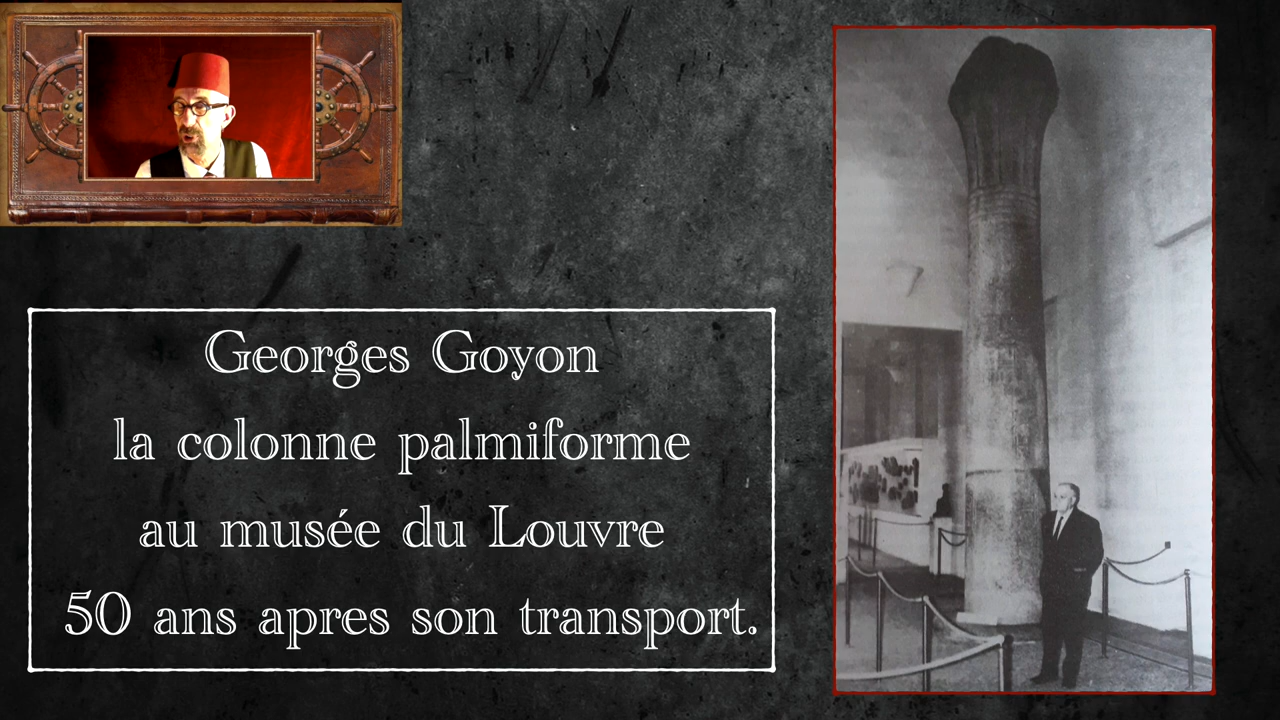 Georges Goyon
la colonne palmiforme
au musée du Louvre
50 ans apres son transport.